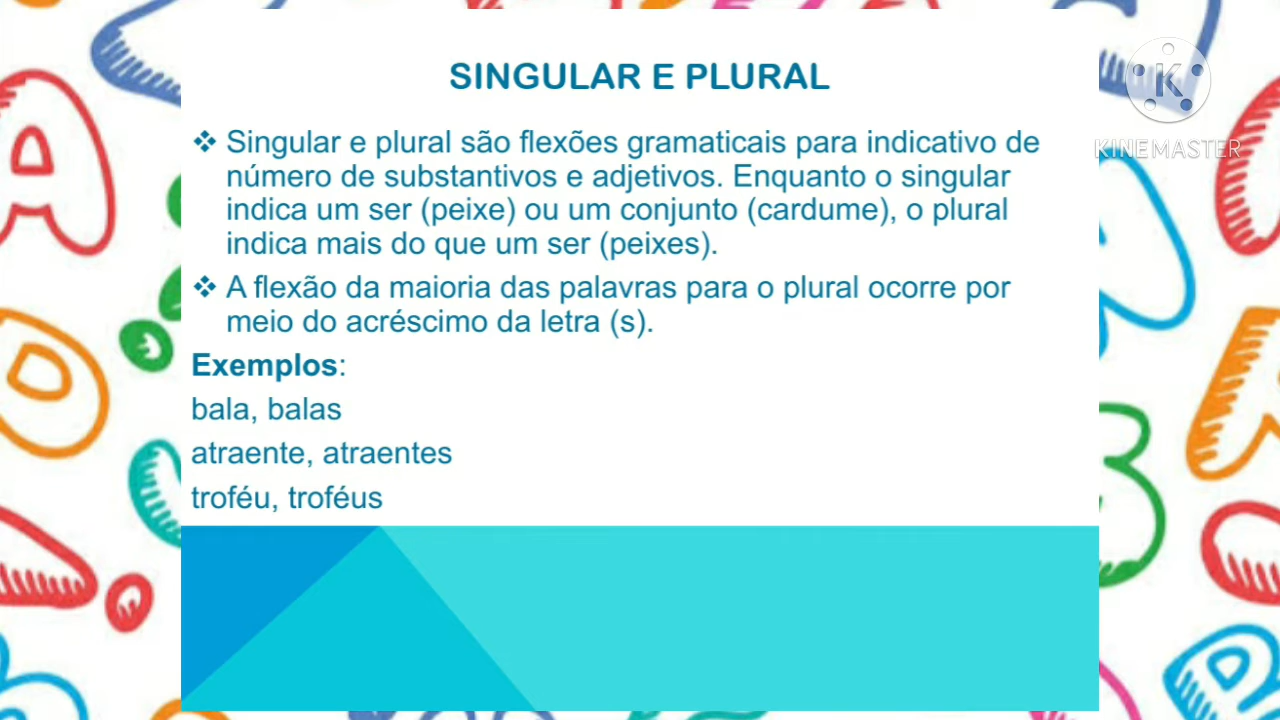 SINGULAR E PLURAL
❖ Singular e plural são flexões gramaticais para indicativo de
número de substantivos e adjetivos. Enquanto o singular
indica um ser (peixe) ou um conjunto (cardume), o plural
indica mais do que um ser (peixes).
❖ A flexão da maioria das palavras para o plural ocorre por
meio do acréscimo da letra (s).
Exemplos:
bala, balas
atraente, atraentes
troféu, troféus
K
KINEMASTER